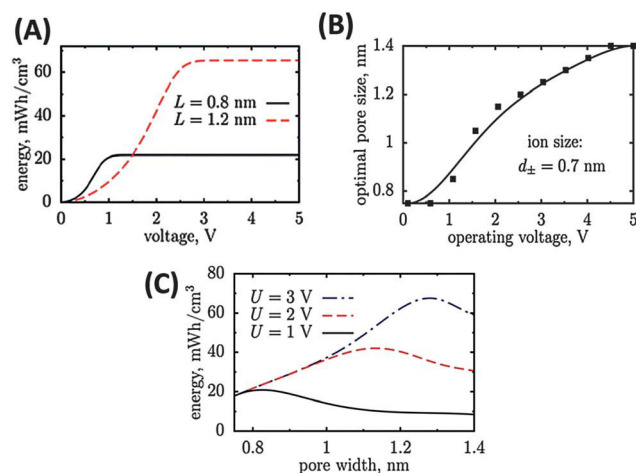 (A)
energy, mWh/cm³
60
40
20
0
L = 0.8 nm
L = 1.2 nm
0 1 2 3 4 5
voltage, V
(B)
optimal pore size, nm
1.4
1.2
1
0.8
ion size:
d± = 0.7 nm
0 1 2 3 4 5
operating voltage, V
(C)
energy, mWh/cm³
80
60
40
20
0
U = 3 V
U = 2 V
U = 1 V
0.8 1 1.2 1.4
pore width, nm